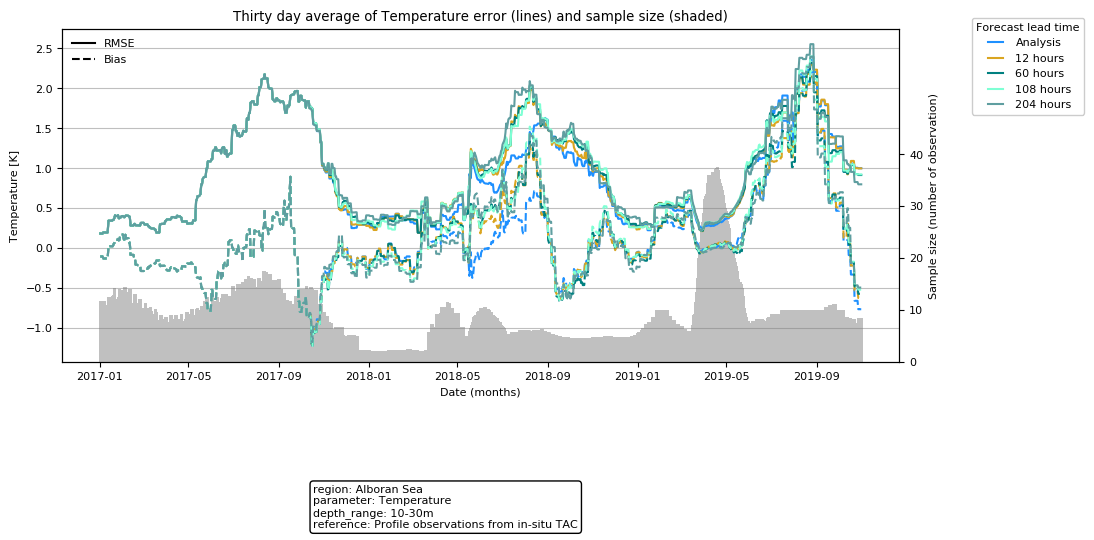 Thirty day average of Temperature error (lines) and sample size (shaded)
RMSE
Bias
Forecast lead time
Analysis
12 hours
60 hours
108 hours
204 hours
Temperature [K]
2.5
2.0
1.5
1.0
0.5
0.0
−0.5
−1.0
Sample size (number of observation)
40
30
20
10
0
2017-01
2017-05
2017-09
2018-01
2018-05
2018-09
2019-01
2019-05
2019-09
Date (months)
region: Alboran Sea
parameter: Temperature
depth_range: 10-30m
reference: Profile observations from in-situ TAC